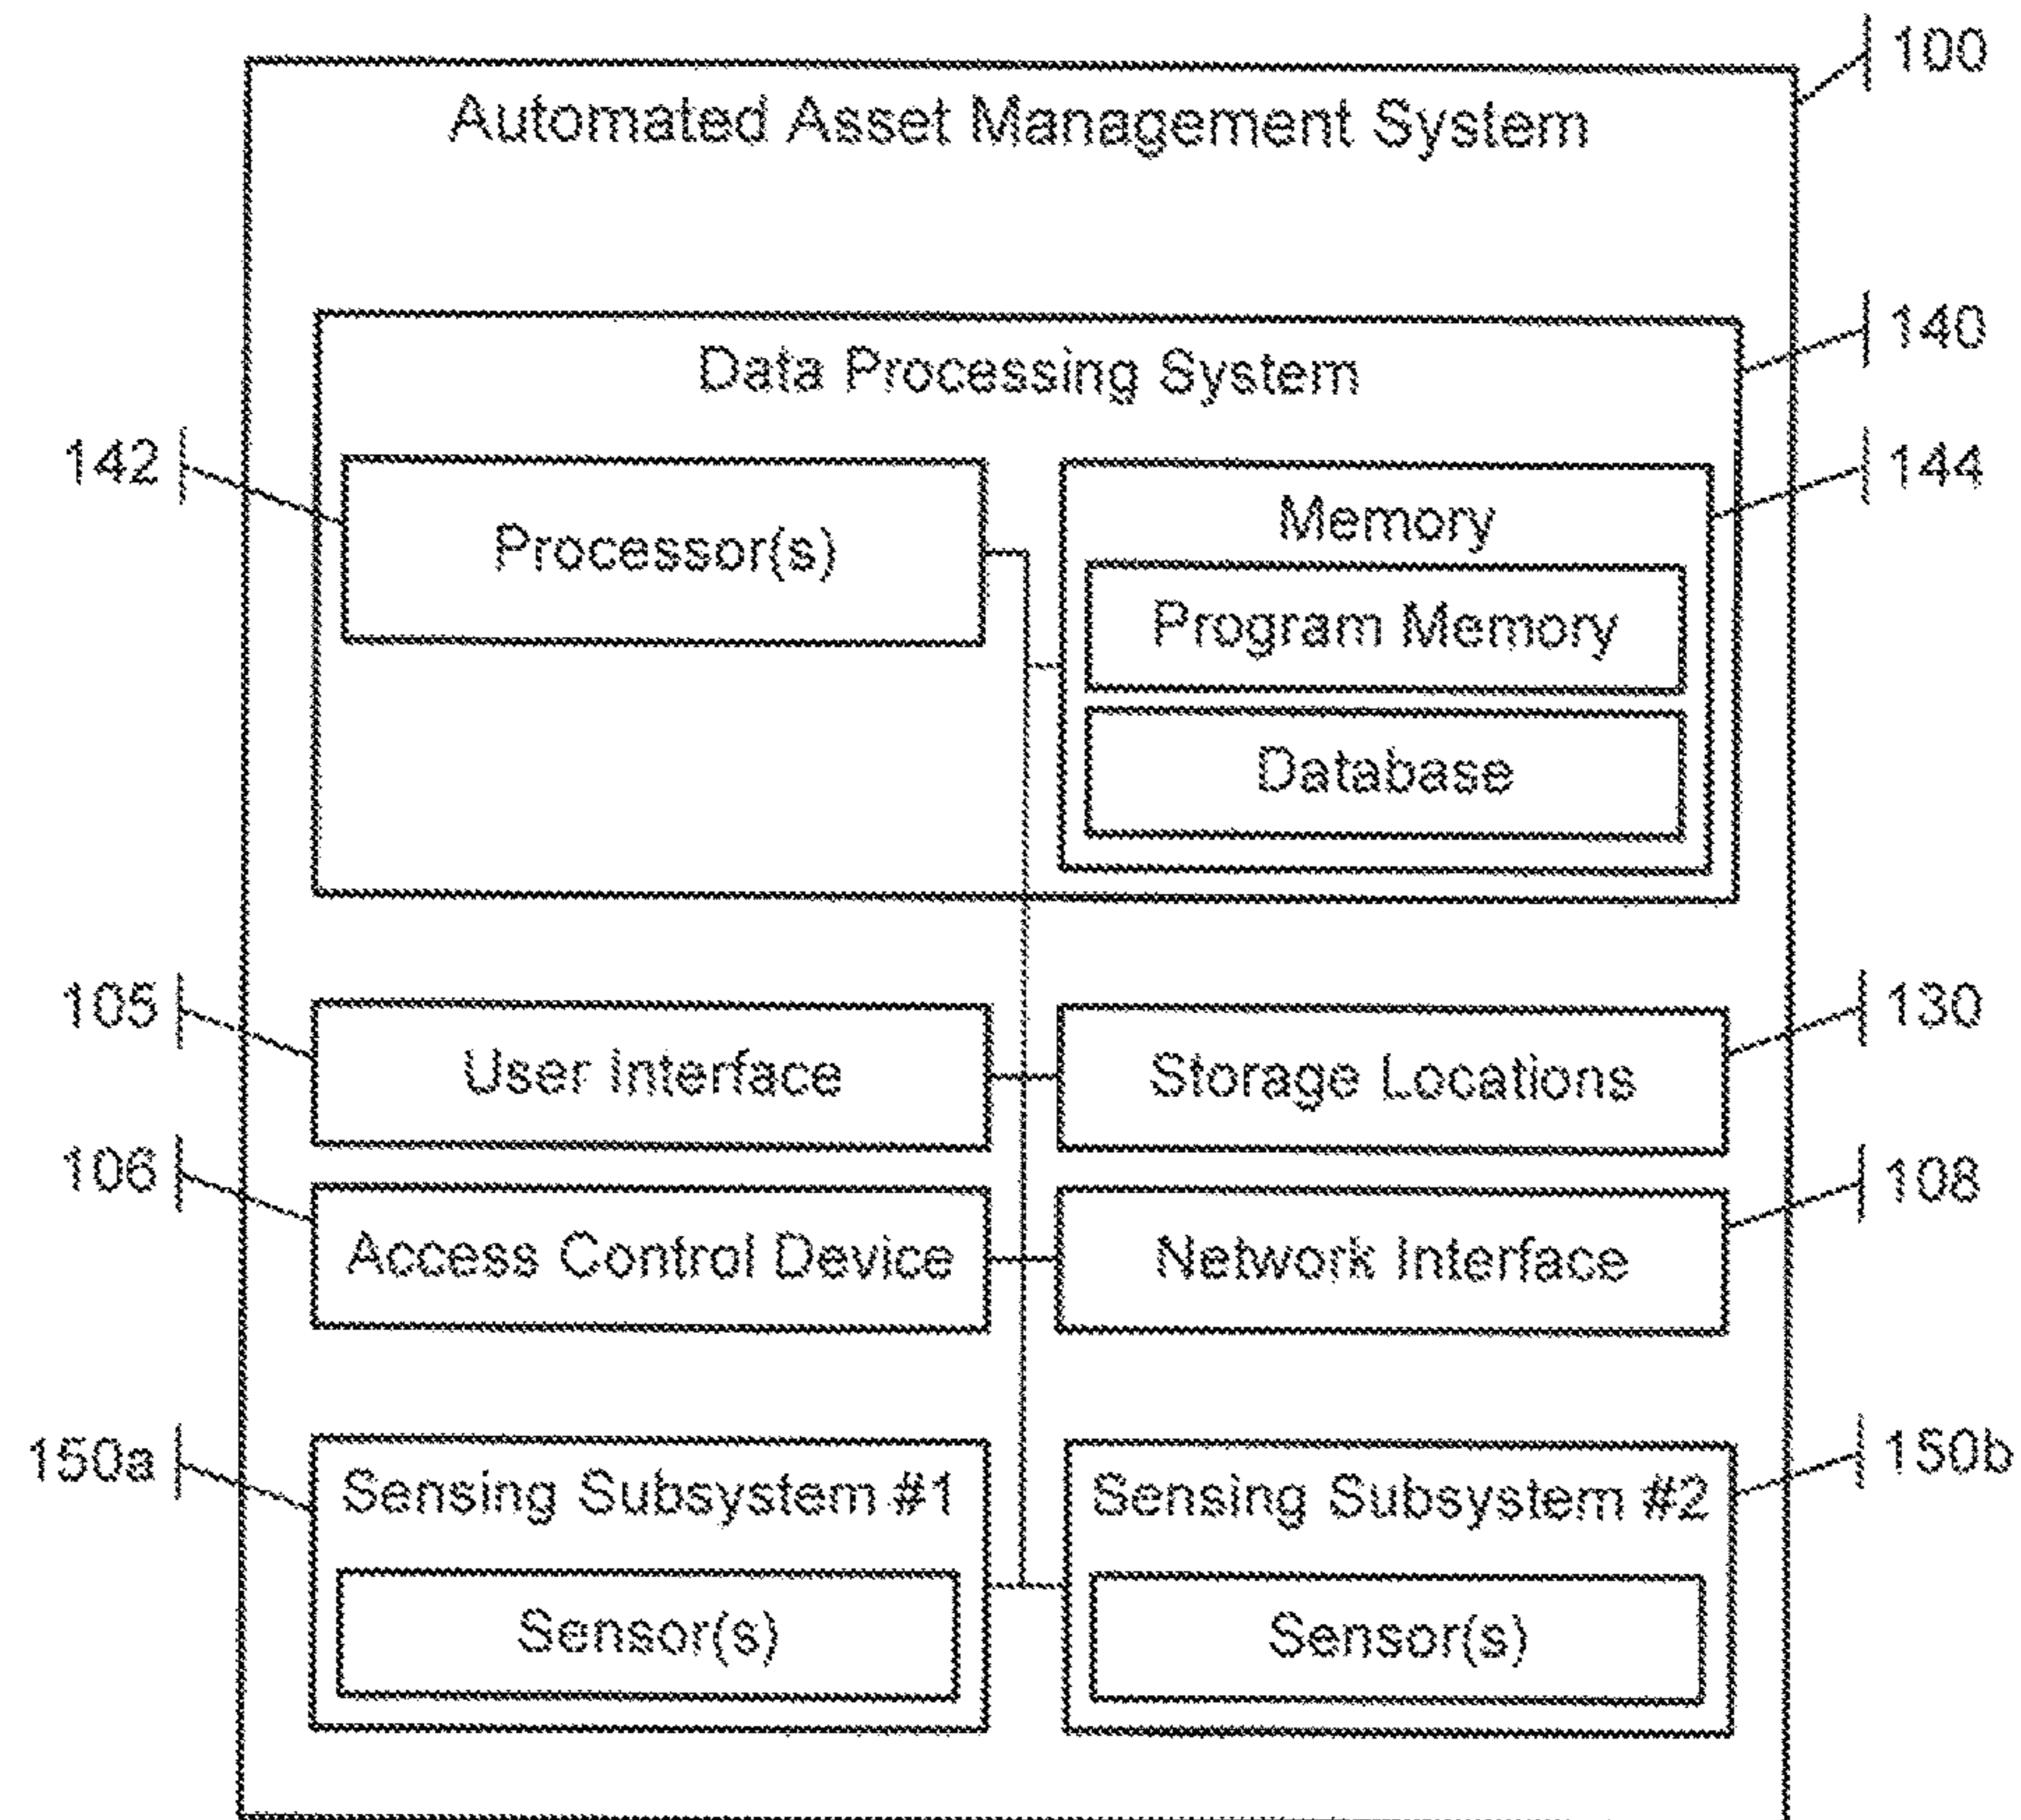 100
Automated Asset Management System
140
Data Processing System
142
144
Processor(s)
Memory
Program Memory
Database
105
130
User Interface
Storage Locations
106
108
Access Control Device
Network Interface
150a
150b
Sensing Subsystem #1
Sensing Subsystem #2
Sensor(s)
Sensor(s)